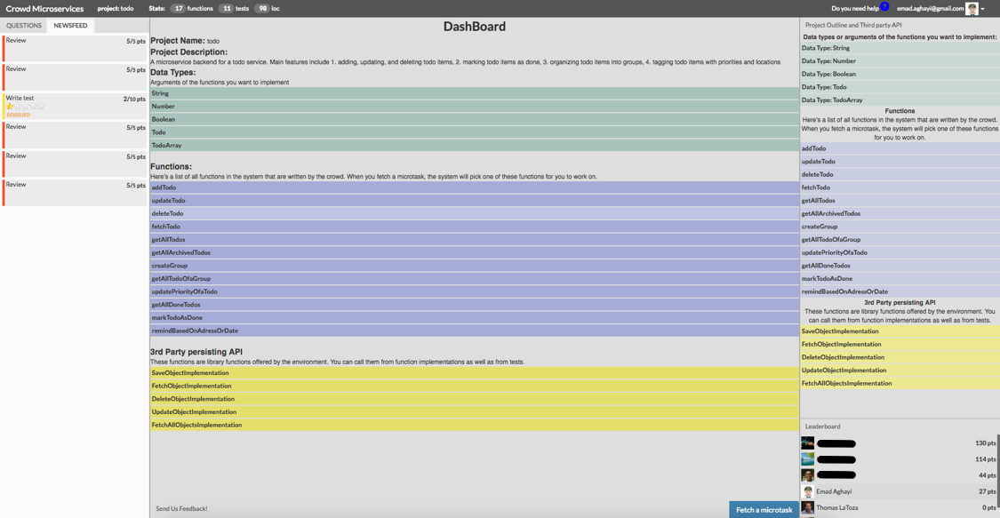 Crowd Microservices project: todo Stats: 17 functions 11 tests 98 loc Do you need help ? emad.aghayi@gmail.com
QUESTIONS NEWSFEED
Review 5/5 pts
Review 5/5 pts
Write test 2/10 pts
REISSUED
Review 5/5 pts
Review 5/5 pts
Review 5/5 pts
DashBoard
Project Name: todo
Project Description:
A microservice backend for a todo service. Main features include 1. adding, updating, and deleting todo items, 2. marking todo items as done, 3. organizing todo items into groups, 4. tagging todo items with priorities and locations
Data Types:
Arguments of the functions you want to implement
String
Number
Boolean
Todo
TodoArray
Functions:
Here's a list of all functions in the system that are written by the crowd. When you fetch a microtask, the system will pick one of these functions for you to work on.
addTodo
updateTodo
deleteTodo
fetchTodo
getAllTodos
getAllArchivedTodos
createGroup
getAllTodoOfaGroup
updatePriorityOfaTodo
getAllDoneTodos
markTodoAsDone
remindBasedOnAdressOrDate
3rd Party persisting API
These functions are library functions offered by the environment. You can call them from function implementations as well as from tests.
SaveObjectImplementation
FetchObjectImplementation
DeleteObjectImplementation
UpdateObjectImplementation
FetchAllObjectsImplementation
Send Us Feedback!
Fetch a microtask
Project Outline and Third party API
Data types or arguments of the functions you want to implement:
Data Type: String
Data Type: Number
Data Type: Boolean
Data Type: Todo
Data Type: TodoArray
Functions
Here's a list of all functions in the system that are written by the crowd.
When you fetch a microtask, the system will pick one of these functions
for you to work on.
addTodo
updateTodo
deleteTodo
fetchTodo
getAllTodos
getAllArchivedTodos
createGroup
getAllTodoOfaGroup
updatePriorityOfaTodo
getAllDoneTodos
markTodoAsDone
remindBasedOnAdressOrDate
3rd Party persisting API
These functions are library functions offered by the environment. You
can call them from function implementations as well as from tests.
SaveObjectImplementation
FetchObjectImplementation
DeleteObjectImplementation
UpdateObjectImplementation
FetchAllObjectsImplementation
Leaderboard
130 pts
114 pts
44 pts
Emad Aghayi 27 pts
Thomas LaToza 0 pts